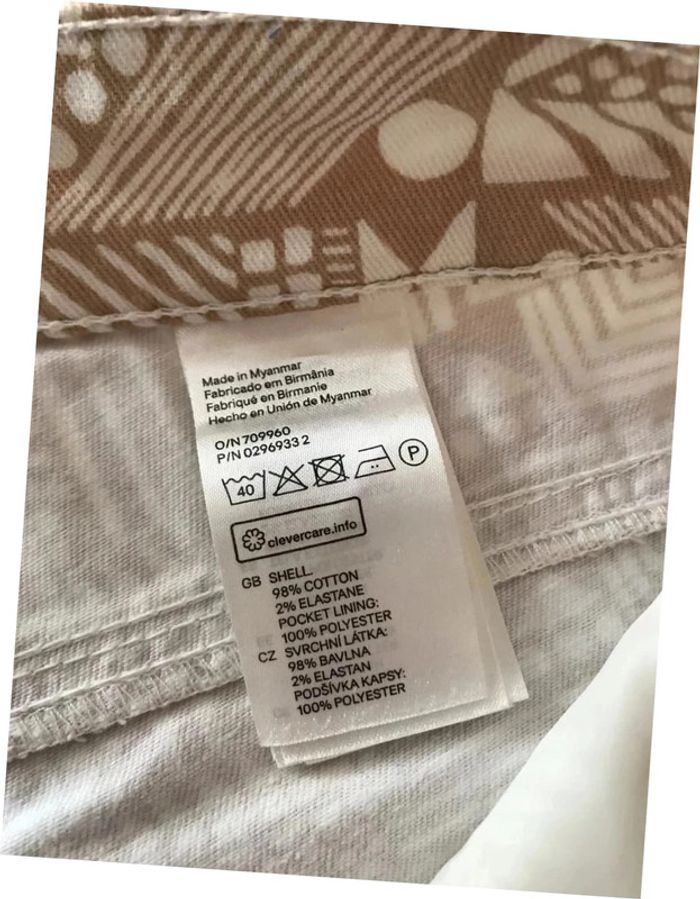 Made in Myanmar
Fabricado em Birmânia
Fabriqué en Birmanie
Hecho en Unión de Myanmar
O/N 709960
P/N 0296933 2
40
P
clevercare.info
GB SHELL:
98% COTTON
2% ELASTANE
POCKET LINING:
100% POLYESTER
CZ SVRCHNÍ LÁTKA:
98% BAVLNA
2% ELASTAN
PODŠÍVKA KAPSY:
100% POLYESTER